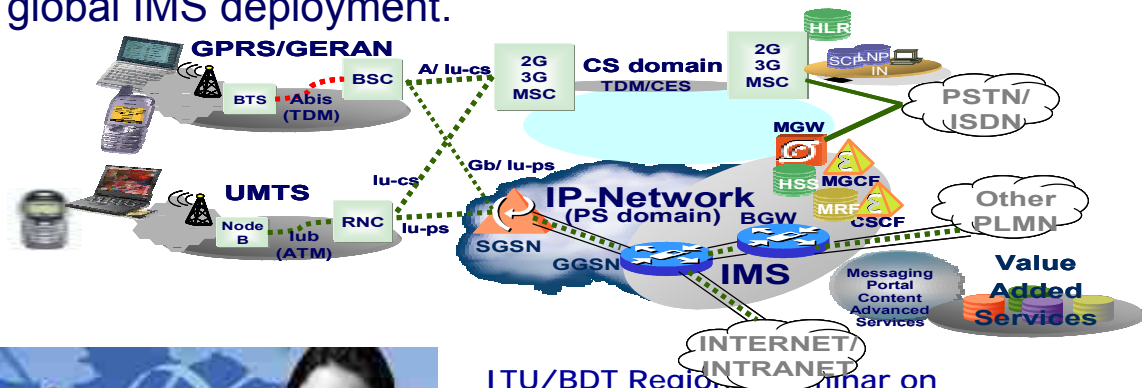 global IMS deployment.
GPRS/GERAN
BTS
Abis
(TDM)
BSC
A/ Iu-cs
2G
3G
MSC
CS domain
TDM/CES
2G
3G
MSC
HLR
SCP
LNP
IN
PSTN/
ISDN
UMTS
Node
B
Iub
(ATM)
RNC
Iu-cs
Iu-ps
Gb/ Iu-ps
SGSN
IP-Network
(PS domain)
GGSN
BGW
IMS
MGW
HSS
MGCF
MRF
CSCF
Other
PLMN
Messaging
Portal
Content
Advanced
Services
Value
Added
Services
INTERNET/
INTRANET
ITU/BDT on